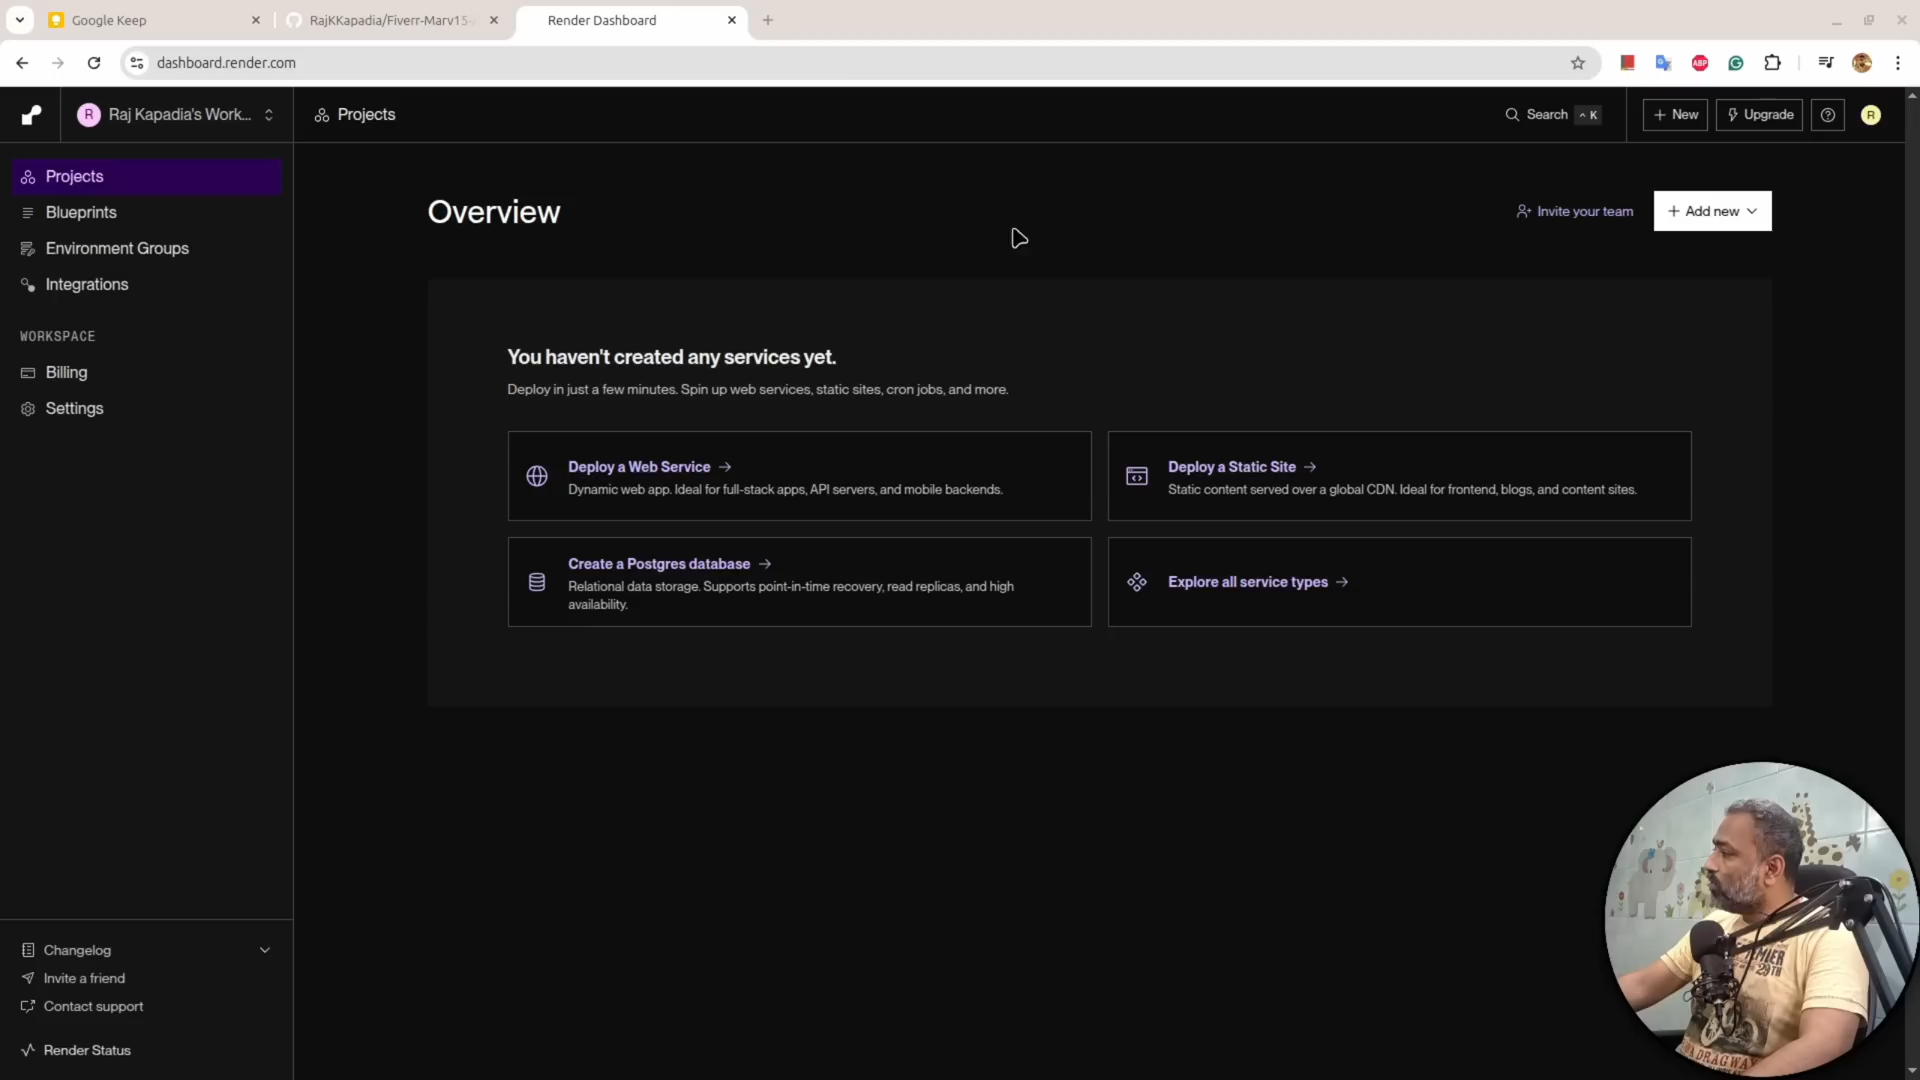 Google Keep
RajKKapadia/Fiverr-Marv15-
Render Dashboard
dashboard.render.com
ABP
R
Raj Kapadia's Work...
Projects
Search
^ K
+ New
Upgrade
R
Projects
Blueprints
Environment Groups
Integrations
WORKSPACE
Billing
Settings
Overview
Invite your team
+ Add new
You haven't created any services yet.
Deploy in just a few minutes. Spin up web services, static sites, cron jobs, and more.
Deploy a Web Service →
Dynamic web app. Ideal for full-stack apps, API servers, and mobile backends.
Deploy a Static Site →
Static content served over a global CDN. Ideal for frontend, blogs, and content sites.
Create a Postgres database →
Relational data storage. Supports point-in-time recovery, read replicas, and high
availability.
Explore all service types →
Changelog
Invite a friend
Contact support
Render Status
PREMIER
29TH
DRAGWAY